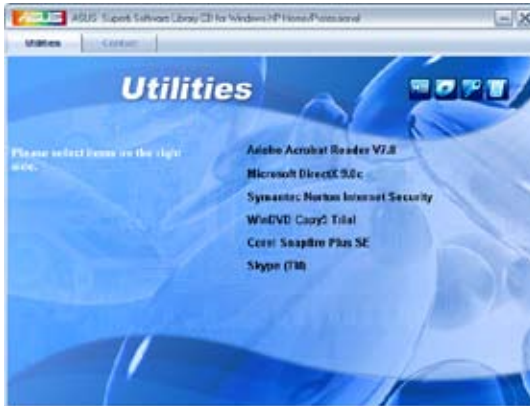 ASUS ASUS Superb Software Library CD for Windows XP Home/Professional
Utilities
Contact
Utilities
Please select items on the right
side.
Adobe Acrobat Reader V7.0
Microsoft DirectX 9.0c
Symantec Norton Internet Security
WinDVD Copy5 Trial
Corel Snapfire Plus SE
Skype (TM)